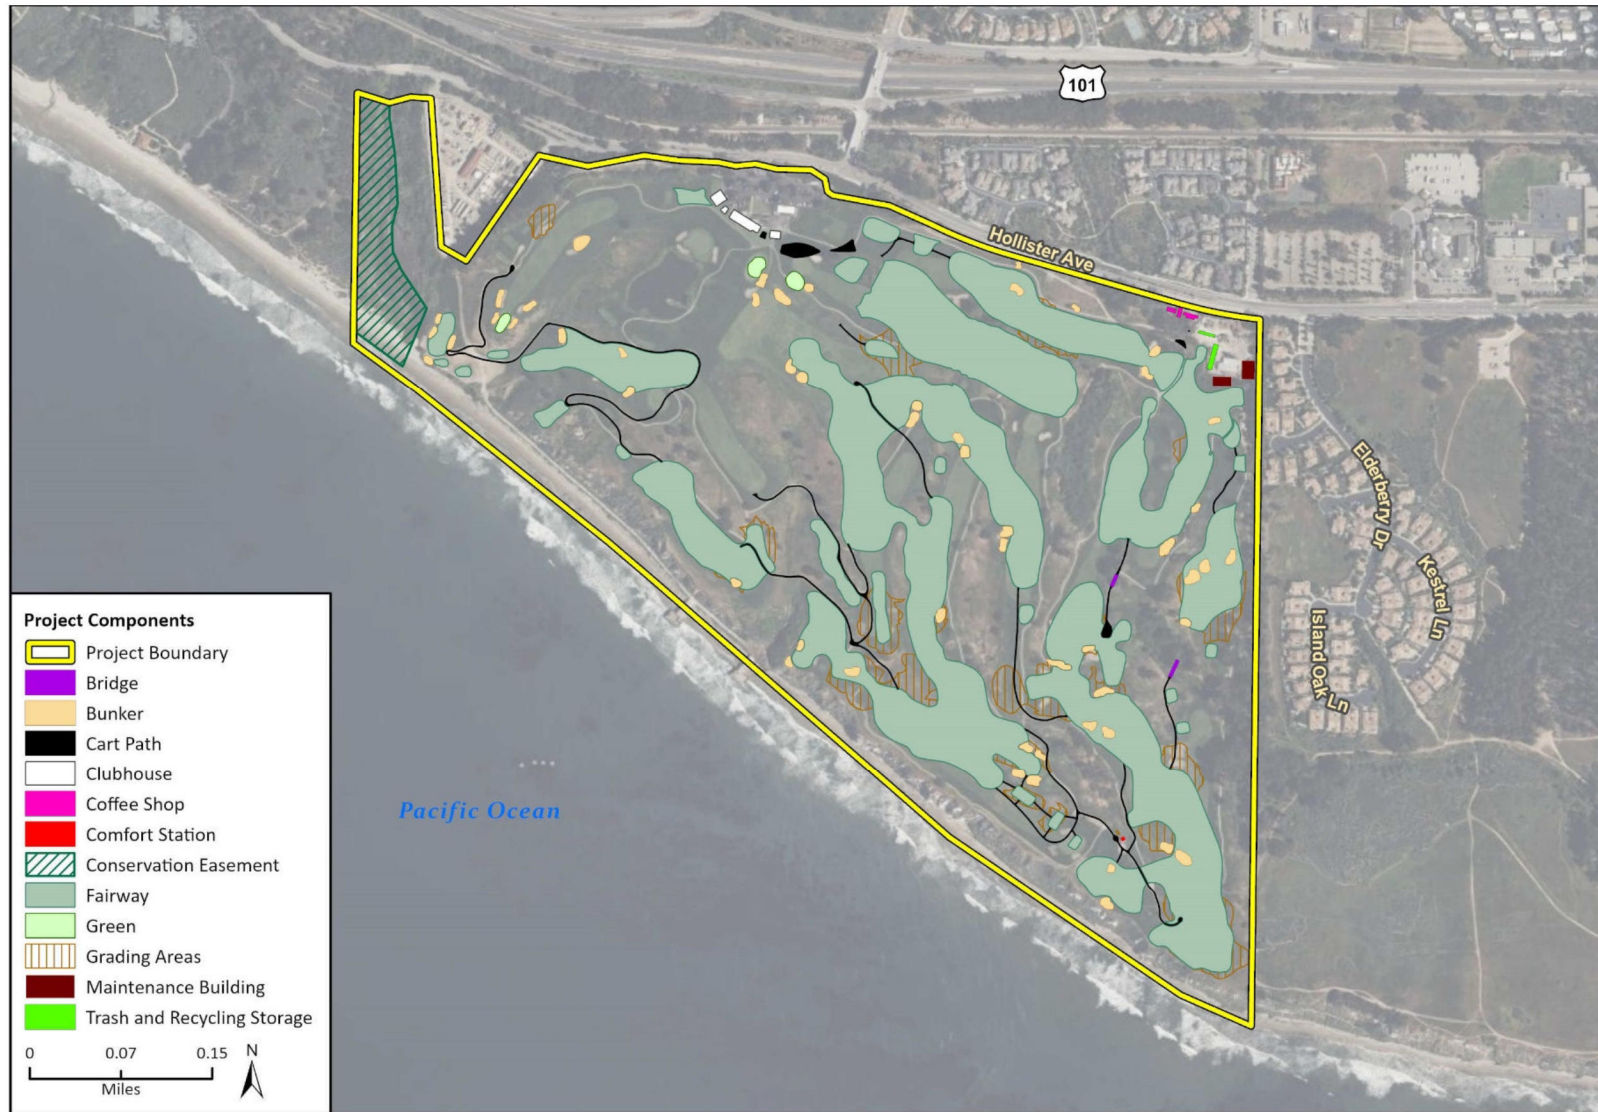 101
Hollister Ave
Elderberry Dr
Kestrel Ln
Island Oak Ln
Pacific Ocean
Project Components
Project Boundary
Bridge
Bunker
Cart Path
Clubhouse
Coffee Shop
Comfort Station
Conservation Easement
Fairway
Green
Grading Areas
Maintenance Building
Trash and Recycling Storage
0 0.07 0.15 N
Miles